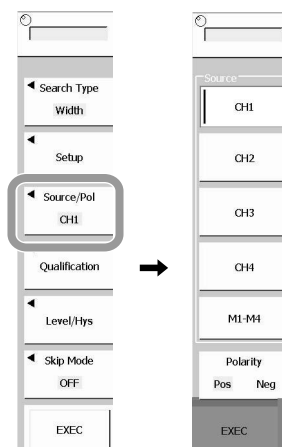 Search Type
Width
Setup
Source/Pol
CH1
Qualification
Level/Hys
Skip Mode
OFF
EXEC
Source
CH1
CH2
CH3
CH4
M1-M4
Polarity
Pos Neg
EXEC